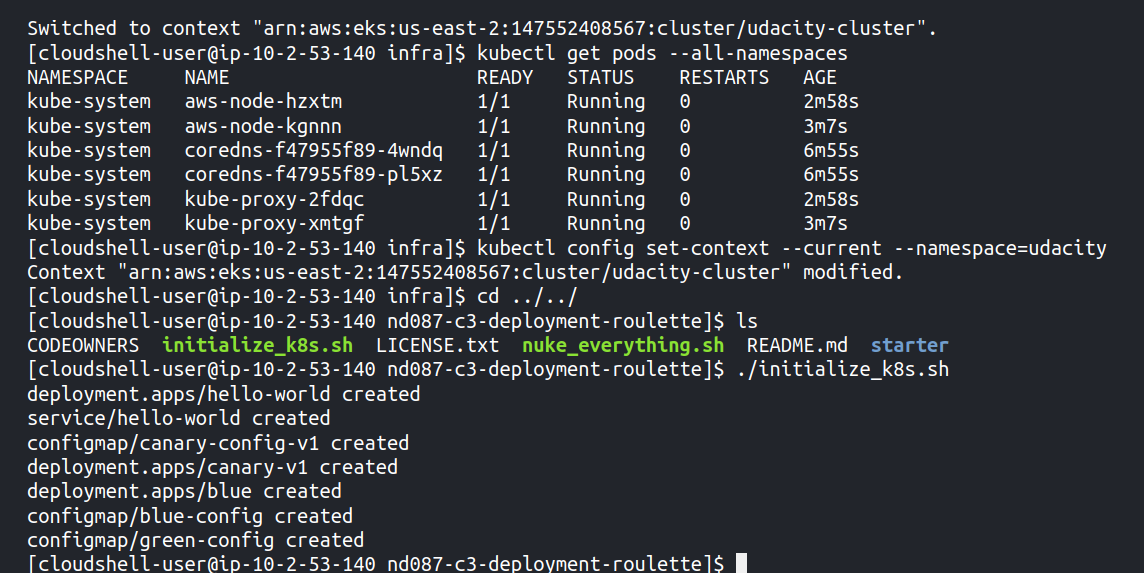 Switched to context "arn:aws:eks:us-east-2:147552408567:cluster/udacity-cluster".
[cloudshell-user@ip-10-2-53-140 infra]$ kubectl get pods --all-namespaces
NAMESPACE     NAME                      READY   STATUS    RESTARTS   AGE
kube-system   aws-node-hzxtm            1/1     Running   0          2m58s
kube-system   aws-node-kgnnn            1/1     Running   0          3m7s
kube-system   coredns-f47955f89-4wndq   1/1     Running   0          6m55s
kube-system   coredns-f47955f89-pl5xz   1/1     Running   0          6m55s
kube-system   kube-proxy-2fdqc          1/1     Running   0          2m58s
kube-system   kube-proxy-xmtgf          1/1     Running   0          3m7s
[cloudshell-user@ip-10-2-53-140 infra]$ kubectl config set-context --current --namespace=udacity
Context "arn:aws:eks:us-east-2:147552408567:cluster/udacity-cluster" modified.
[cloudshell-user@ip-10-2-53-140 infra]$ cd ../../
[cloudshell-user@ip-10-2-53-140 nd087-c3-deployment-roulette]$ ls
CODEOWNERS  initialize_k8s.sh  LICENSE.txt  nuke_everything.sh  README.md  starter
[cloudshell-user@ip-10-2-53-140 nd087-c3-deployment-roulette]$ ./initialize_k8s.sh
deployment.apps/hello-world created
service/hello-world created
configmap/canary-config-v1 created
deployment.apps/canary-v1 created
deployment.apps/blue created
configmap/blue-config created
configmap/green-config created
[cloudshell-user@ip-10-2-53-140 nd087-c3-deployment-roulette]$